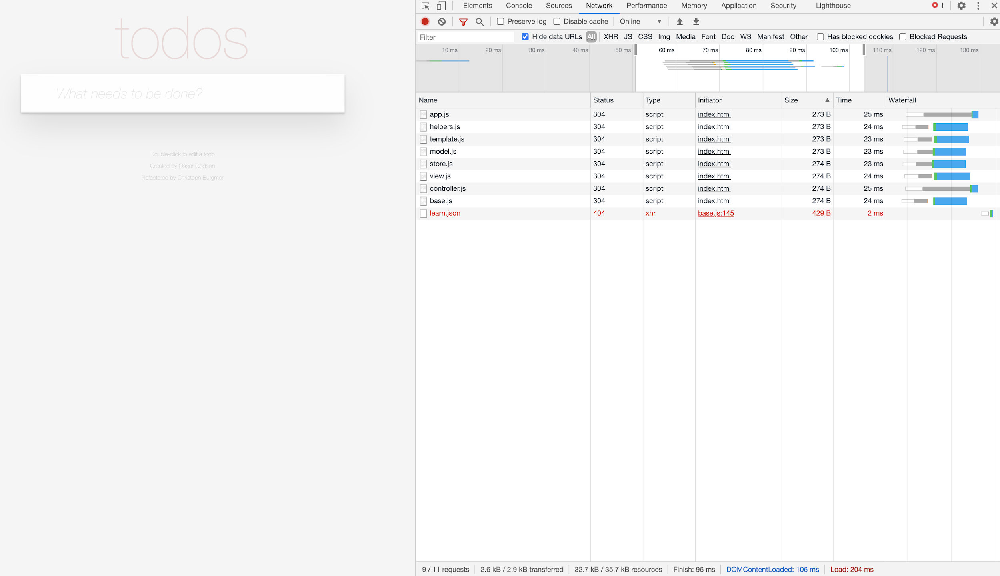 todos
What needs to be done?
Double-click to edit a todo
Created by Oscar Godson
Refactored by Christoph Burgmer
Elements Console Sources Network Performance Memory Application Security Lighthouse 1
Preserve log Disable cache Online
Filter Hide data URLs All XHR JS CSS Img Media Font Doc WS Manifest Other Has blocked cookies Blocked Requests
10 ms 20 ms 30 ms 40 ms 50 ms 60 ms 70 ms 80 ms 90 ms 100 ms 110 ms 120 ms 130 ms
Name Status Type Initiator Size Time Waterfall
app.js 304 script index.html 273 B 25 ms
helpers.js 304 script index.html 273 B 24 ms
template.js 304 script index.html 273 B 23 ms
model.js 304 script index.html 273 B 23 ms
store.js 304 script index.html 274 B 23 ms
view.js 304 script index.html 274 B 24 ms
controller.js 304 script index.html 274 B 25 ms
base.js 304 script index.html 274 B 24 ms
learn.json 404 xhr base.js:145 429 B 2 ms
9 / 11 requests 2.6 kB / 2.9 kB transferred 32.7 kB / 35.7 kB resources Finish: 96 ms DOMContentLoaded: 106 ms Load: 204 ms